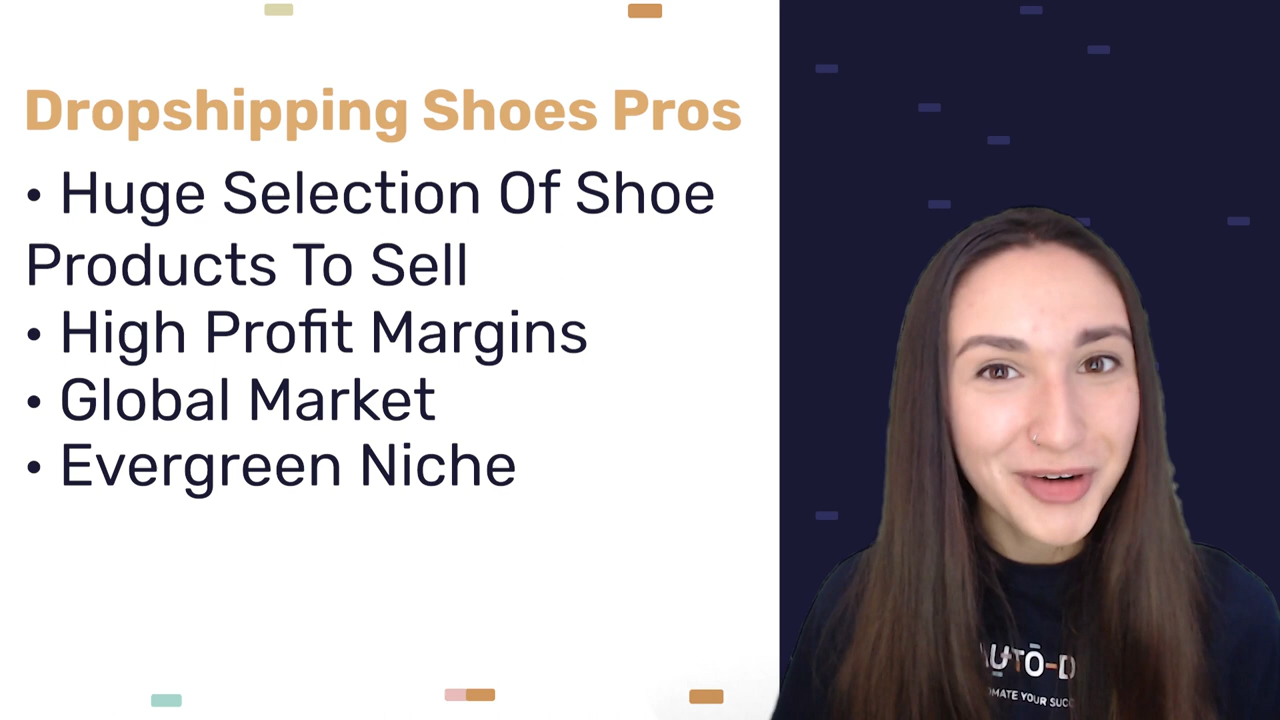 Dropshipping Shoes Pros
• Huge Selection Of Shoe
Products To Sell
• High Profit Margins
• Global Market
• Evergreen Niche